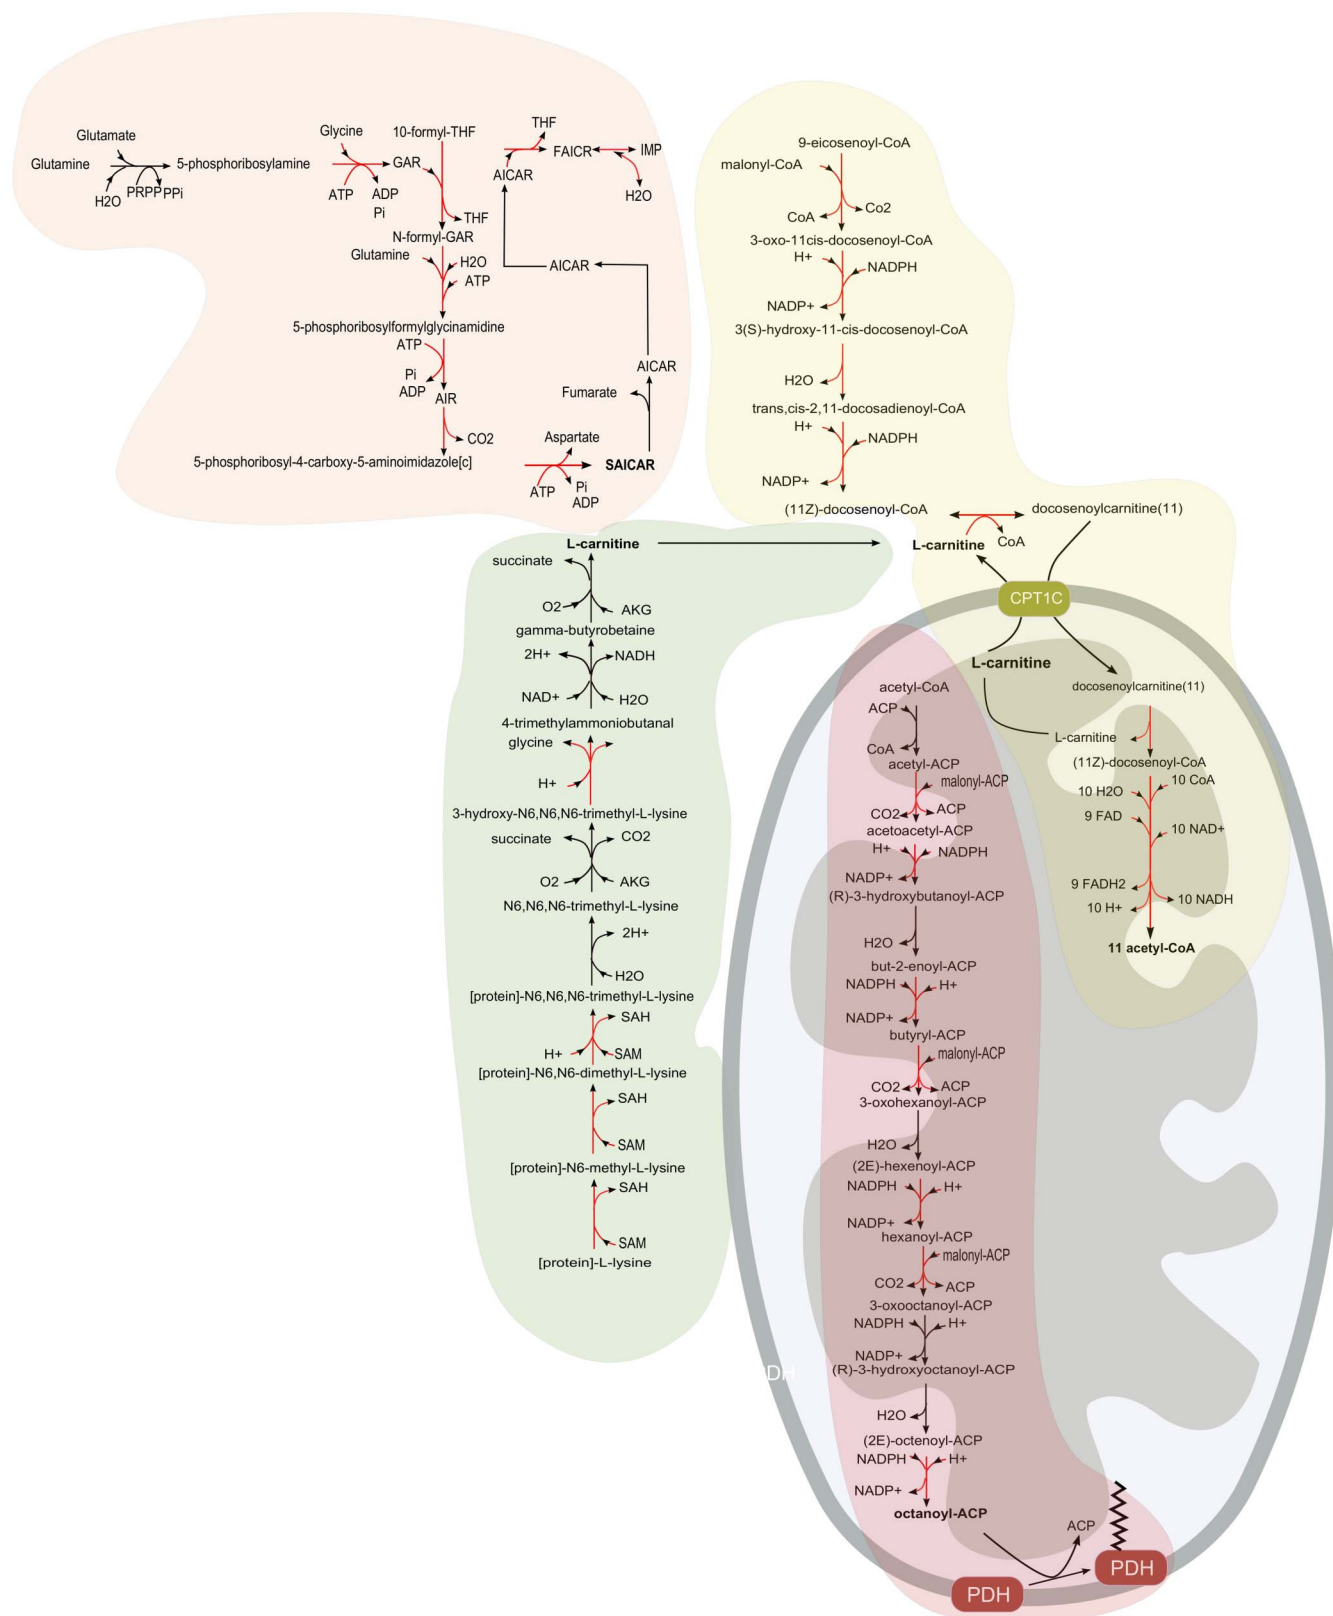 Glutamate
Glutamine
5-phosphoribosylamine
H2O
PRPP
PPi
Glycine
ATP
ADP
Pi
10-formyl-THF
GAR
THF
N-formyl-GAR
Glutamine
H2O
ATP
5-phosphoribosylformylglycinamidine
ATP
Pi
ADP
AIR
CO2
5-phosphoribosyl-4-carboxy-5-aminoimidazole[c]
Aspartate
ATP
Pi
ADP
SAICAR
Fumarate
AICAR
AICAR
AICAR
THF
FAICR
IMP
H2O
9-eicosenoyl-CoA
malonyl-CoA
CoA
Co2
3-oxo-11cis-docosenoyl-CoA
H+
NADPH
NADP+
3(S)-hydroxy-11-cis-docosenoyl-CoA
H2O
trans,cis-2,11-docosadienoyl-CoA
H+
NADPH
NADP+
(11Z)-docosenoyl-CoA
docosenoylcarnitine(11)
L-carnitine
CoA
CPT1C
L-carnitine
docosenoylcarnitine(11)
L-carnitine
(11Z)-docosenoyl-CoA
10 H2O
10 CoA
9 FAD
10 NAD+
9 FADH2
10 NADH
10 H+
11 acetyl-CoA
L-carnitine
succinate
O2
AKG
gamma-butyrobetaine
2H+
NADH
NAD+
H2O
4-trimethylammoniobutanal
glycine
H+
3-hydroxy-N6,N6,N6-trimethyl-L-lysine
succinate
CO2
O2
AKG
N6,N6,N6-trimethyl-L-lysine
2H+
H2O
[protein]-N6,N6,N6-trimethyl-L-lysine
SAH
H+
SAM
[protein]-N6,N6-dimethyl-L-lysine
SAH
SAM
[protein]-N6-methyl-L-lysine
SAH
SAM
[protein]-L-lysine
acetyl-CoA
ACP
CoA
acetyl-ACP
malonyl-ACP
CO2
ACP
acetoacetyl-ACP
H+
NADPH
NADP+
(R)-3-hydroxybutanoyl-ACP
H2O
but-2-enoyl-ACP
NADPH
H+
NADP+
butyryl-ACP
malonyl-ACP
CO2
ACP
3-oxohexanoyl-ACP
H2O
(2E)-hexenoyl-ACP
NADPH
H+
NADP+
hexanoyl-ACP
malonyl-ACP
CO2
ACP
3-oxooctanoyl-ACP
NADPH
H+
NADP+
(R)-3-hydroxyoctanoyl-ACP
DH
H2O
(2E)-octenoyl-ACP
NADPH
H+
NADP+
octanoyl-ACP
ACP
PDH
PDH